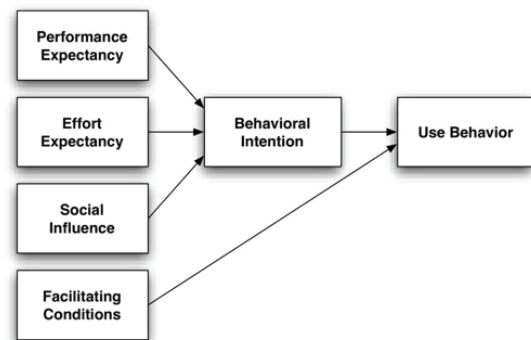 Performance
Expectancy
Effort
Expectancy
Social
Influence
Facilitating
Conditions
Behavioral
Intention
Use Behavior